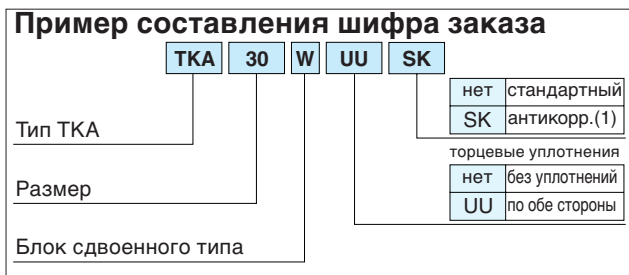 Пример составления шифра заказа
TKA 30 W UU SK
нет стандартный
SK антикорр.(1)
Тип TKA
торцевые уплотнения
нет без уплотнений
Размер
UU по обе стороны
Блок сдвоенного типа